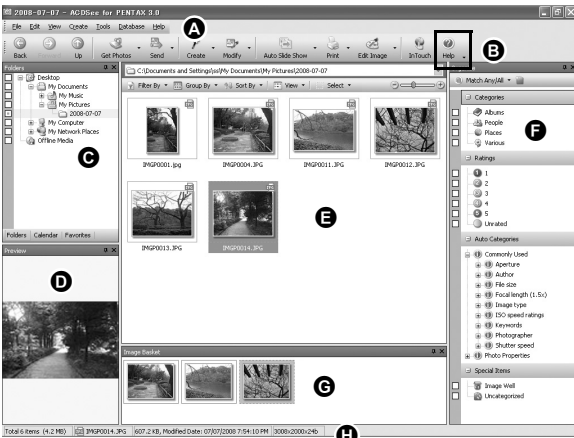 2008-07-07 - ACDSee for PENTAX 3.0
File Edit View Create Tools Database Help
A
Back Forward Up Get Photos Send Create Modify Auto Slide Show Print Edit Image InTouch Help
B
Folders
Desktop
My Documents
My Music
My Pictures
2008-07-07
My Computer
My Network Places
Offline Media
C
Folders Calendar Favorites
Preview
D
C:\Documents and Settings\yss\My Documents\My Pictures\2008-07-07
Filter By Group By Sort By View Select
IMGP0001.jpg IMGP0004.JPG IMGP0011.JPG IMGP0012.JPG
IMGP0013.JPG IMGP0014.JPG
E
Image Basket
G
Match Any/All
Categories
Albums
People
Places
Various
F
Ratings
1
2
3
4
5
Unrated
Auto Categories
Commonly Used
Aperture
Author
File size
Focal length (1.5x)
Image type
ISO speed ratings
Keywords
Photographer
Shutter speed
Photo Properties
Special Items
Image Well
Uncategorized
Total 6 items (4.2 MB) IMGP0014.JPG 607.2 KB, Modified Date: 07/07/2008 7:54:10 PM 3008x2000x24b
H